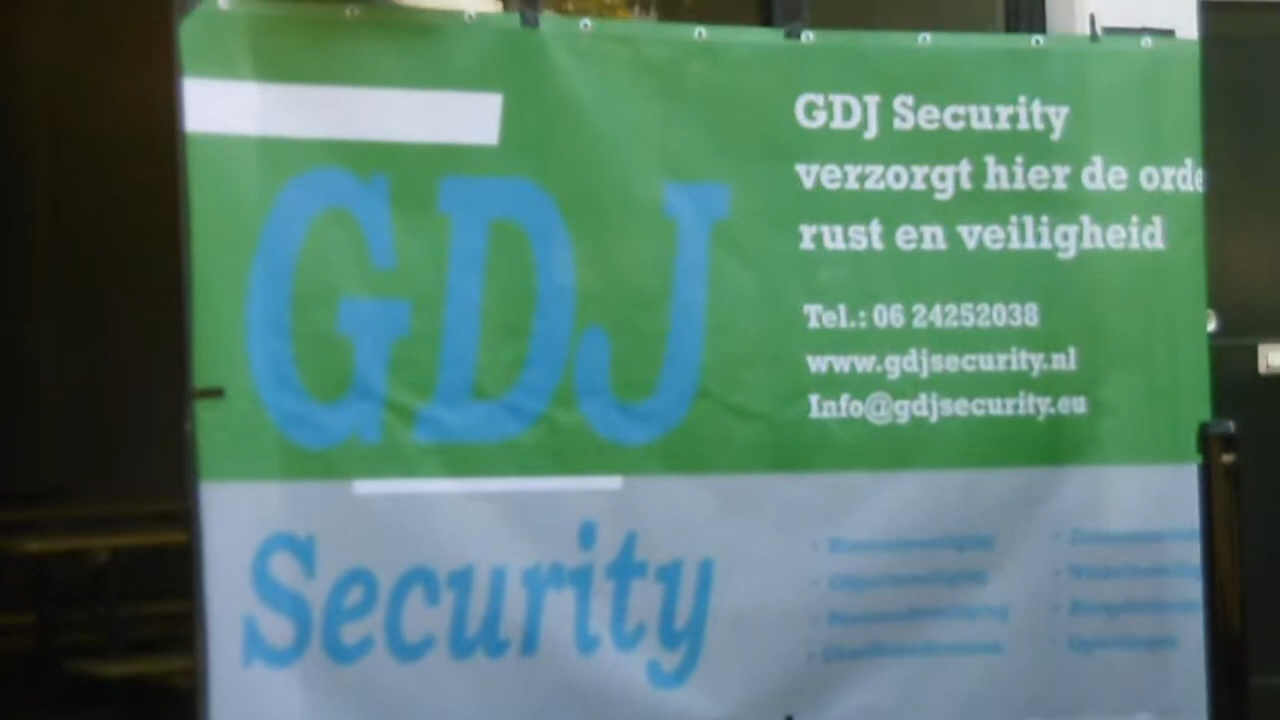 GDJ
Security
GDJ Security
verzorgt hier de orde
rust en veiligheid
Tel.: 06 24252038
www.gdjsecurity.nl
Info@gdjsecurity.eu